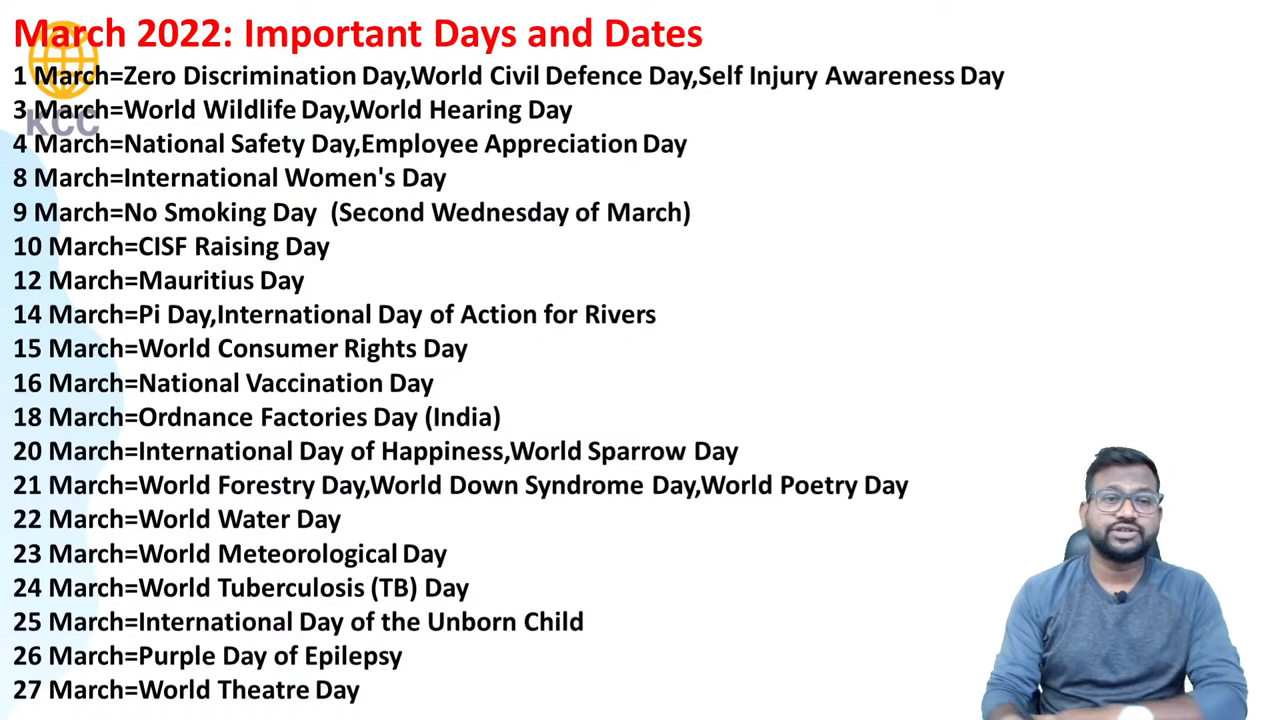 March 2022: Important Days and Dates
1 March=Zero Discrimination Day,World Civil Defence Day,Self Injury Awareness Day
3 March=World Wildlife Day,World Hearing Day
KCC
4 March=National Safety Day,Employee Appreciation Day
8 March=International Women's Day
9 March=No Smoking Day  (Second Wednesday of March)
10 March=CISF Raising Day
12 March=Mauritius Day
14 March=Pi Day,International Day of Action for Rivers
15 March=World Consumer Rights Day
16 March=National Vaccination Day
18 March=Ordnance Factories Day (India)
20 March=International Day of Happiness,World Sparrow Day
21 March=World Forestry Day,World Down Syndrome Day,World Poetry Day
22 March=World Water Day
23 March=World Meteorological Day
24 March=World Tuberculosis (TB) Day
25 March=International Day of the Unborn Child
26 March=Purple Day of Epilepsy
27 March=World Theatre Day